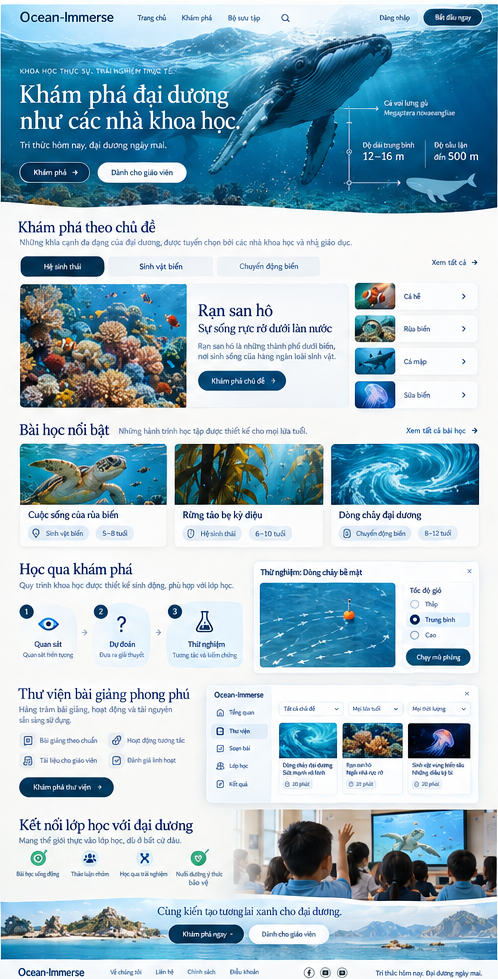 Ocean-Immerse
Trang chủ
Khám phá
Bộ sưu tập
Đăng nhập
Bắt đầu ngay
KHOA HỌC THỰC SỰ. TRẢI NGHIỆM THỰC TẾ.
Khám phá đại dương
như các nhà khoa học.
Tri thức hôm nay, đại dương ngày mai.
Khám phá →
Dành cho giáo viên
Cá voi lưng gù
Megaptera novaeangliae
Độ dài trung bình
12–16 m
Độ sâu lặn
đến 500 m
Khám phá theo chủ đề
Những khía cạnh đa dạng của đại dương, được tuyển chọn bởi các nhà khoa học và nhà giáo dục.
Hệ sinh thái
Sinh vật biển
Chuyển động biển
Xem tất cả →
Rạn san hô
Sự sống rực rỡ dưới làn nước
Rạn san hô là những thành phố dưới biển,
nơi sinh sống của hàng ngàn loài sinh vật.
Khám phá chủ đề →
Cá hề
Rùa biển
Cá mập
Sứa biển
Bài học nổi bật
Những hành trình học tập được thiết kế cho mọi lứa tuổi.
Xem tất cả bài học →
Cuộc sống của rùa biển
Sinh vật biển
5–8 tuổi
Rừng tảo bẹ kỳ diệu
Hệ sinh thái
6–10 tuổi
Dòng chảy đại dương
Chuyển động biển
8–12 tuổi
Học qua khám phá
Quy trình khoa học được thiết kế sinh động, phù hợp với lớp học.
1
Quan sát
Quan sát hiện tượng
2
?
Dự đoán
Đưa ra giả thuyết
3
Thử nghiệm
Tương tác và kiểm chứng
Thử nghiệm: Dòng chảy bề mặt
Tốc độ gió
Thấp
Trung bình
Cao
Chạy mô phỏng
Thư viện bài giảng phong phú
Hàng trăm bài giảng, hoạt động và tài nguyên
sẵn sàng sử dụng.
Bài giảng theo chuẩn
Hoạt động tương tác
Tài liệu cho giáo viên
Đánh giá linh hoạt
Khám phá thư viện →
Ocean-Immerse
Tổng quan
Thư viện
Soạn bài
Lớp học
Kết quả
Tất cả chủ đề
Mọi lứa tuổi
Mọi thời lượng
Dòng chảy đại dương
Sức mạnh vô hình
20 phút
Rạn san hô
Ngôi nhà rực rỡ
20 phút
Sinh vật vùng biển sâu
Những điều kỳ bí
20 phút
Kết nối lớp học với đại dương
Mang thế giới thực vào lớp học, dù ở bất cứ đâu.
Bài học sống động
Thảo luận nhóm
Học qua trải nghiệm
Nuôi dưỡng ý thức
bảo vệ
Cùng kiến tạo tương lai xanh cho đại dương.
Khám phá ngay
Dành cho giáo viên
Ocean-Immerse
Về chúng tôi
Liên hệ
Chính sách
Điều khoản
Tri thức hôm nay. Đại dương ngày mai.